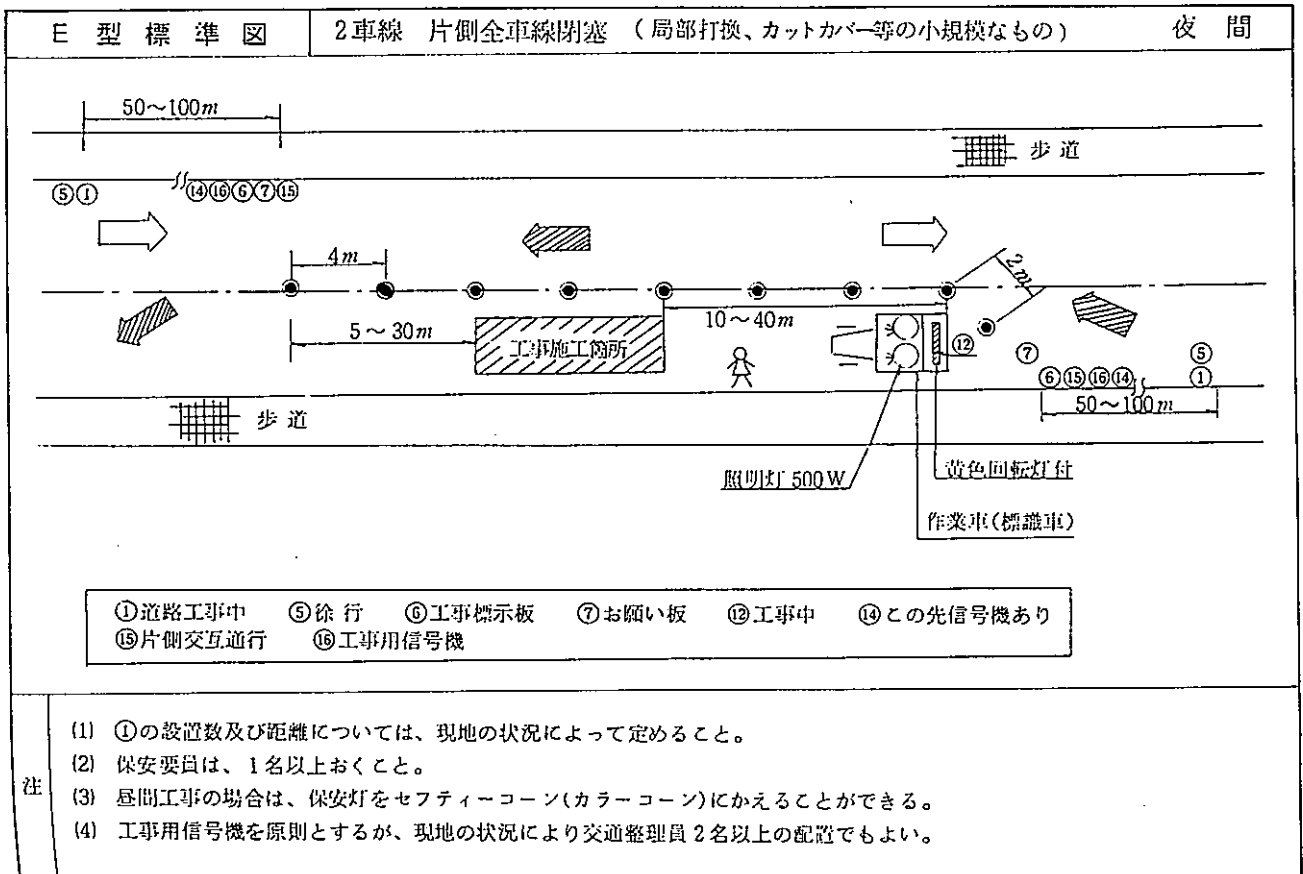 E 型 標 準 図
2車線 片側全車線閉塞 (局部打換、カットカバー等の小規模なもの) 夜 間
50～100m
歩 道
⑤①
⑭⑯⑥⑦⑮
4m
2m
5～30m
10～40m
工事施工箇所
⑫
⑦
⑤
⑥⑮⑯⑭
①
50～100m
歩 道
照明灯 500W
黄色回転灯付
作業車(標識車)
①道路工事中 ⑤徐 行 ⑥工事標示板 ⑦お願い板 ⑫工事中 ⑭この先信号機あり
⑮片側交互通行 ⑯工事用信号機
注
(1) ①の設置数及び距離については、現地の状況によって定めること。
(2) 保安要員は、1名以上おくこと。
(3) 昼間工事の場合は、保安灯をセフティーコーン(カラーコーン)にかえることができる。
(4) 工事用信号機を原則とするが、現地の状況により交通整理員2名以上の配置でもよい。